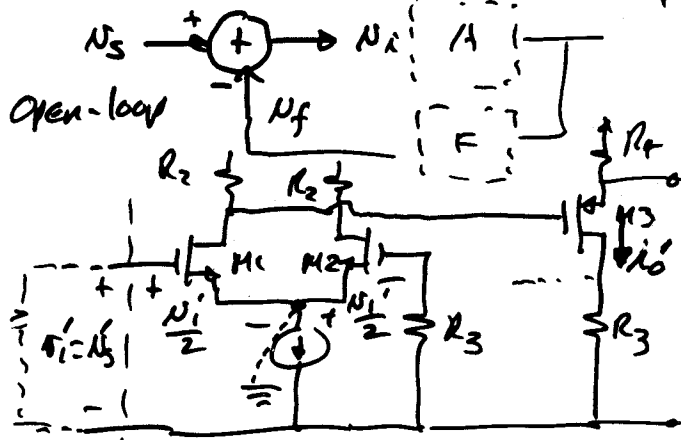 +
Ns + Ni A
-
Open-loop Nf F
R2 R2 R4
M1 M2 M3
+ + - io'
Ni'/2 - + Ni'/2 R3 R3
Ni'=Ns'
-